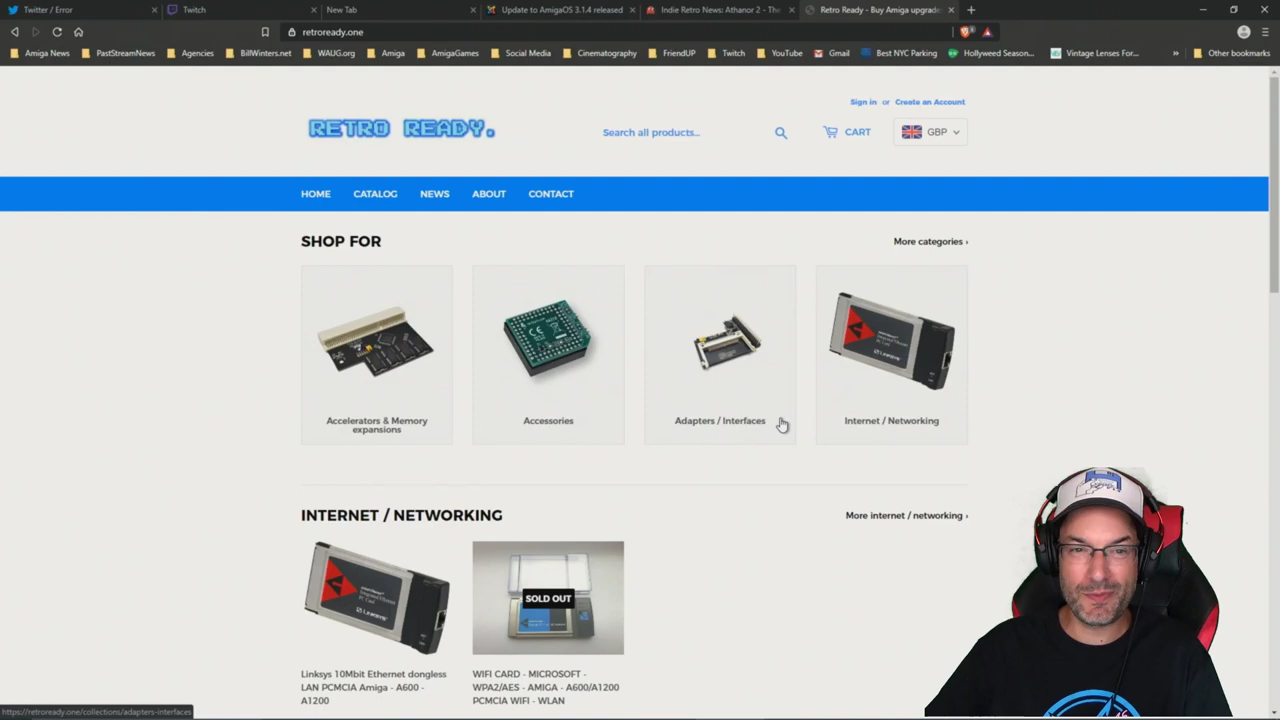 Twitter / Error
Twitch
New Tab
Update to AmigaOS 3.1.4 released
Indie Retro News: Athanor 2 - The
Retro Ready - Buy Amiga upgrade
retroready.one
Amiga News
PastStreamNews
Agencies
BillWinters.net
WAUG.org
Amiga
AmigaGames
Social Media
Cinematography
FriendUP
Twitch
YouTube
Gmail
Best NYC Parking
Hollyweed Season...
Vintage Lenses For...
»
Other bookmarks
Sign in or Create an Account
RETRO READY.
Search all products...
CART
GBP
HOME
CATALOG
NEWS
ABOUT
CONTACT
SHOP FOR
More categories ›
Accelerators & Memory
expansions
Accessories
Adapters / Interfaces
Internet / Networking
INTERNET / NETWORKING
More internet / networking ›
LINKSYS
SOLD OUT
Linksys 10Mbit Ethernet dongless
LAN PCMCIA Amiga - A600 -
A1200
WIFI CARD - MICROSOFT -
WPA2/AES - AMIGA - A600/A1200
PCMCIA WIFI - WLAN
https://retroready.one/collections/adapters-interfaces